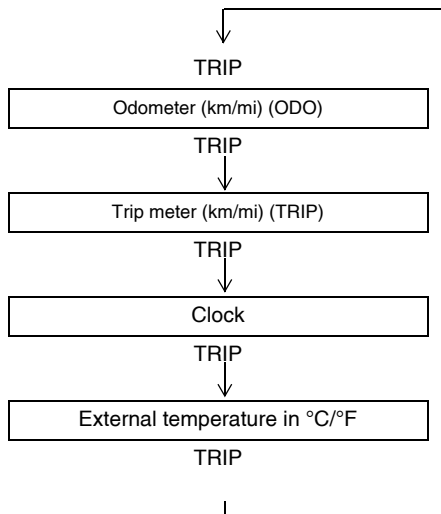 TRIP
Odometer (km/mi) (ODO)
TRIP
Trip meter (km/mi) (TRIP)
TRIP
Clock
TRIP
External temperature in °C/°F
TRIP